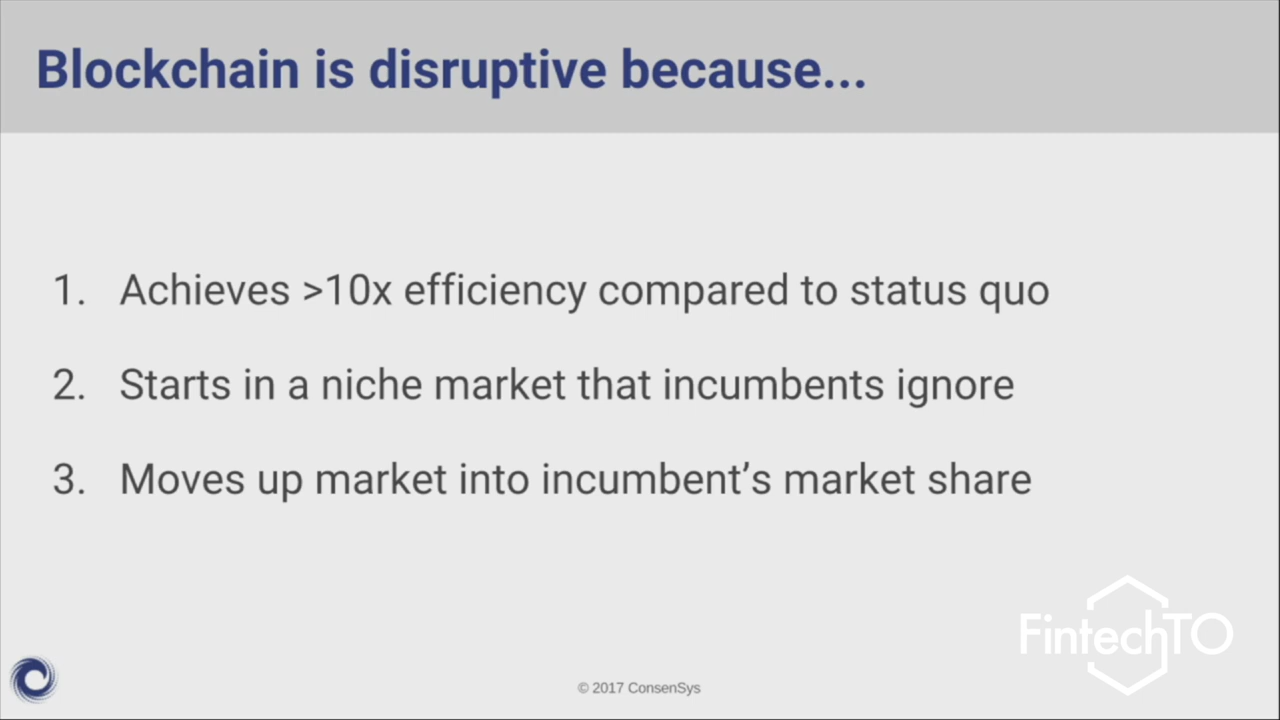 Blockchain is disruptive because...
1. Achieves >10x efficiency compared to status quo
2. Starts in a niche market that incumbents ignore
3. Moves up market into incumbent’s market share
FintechTO
© 2017 ConsenSys